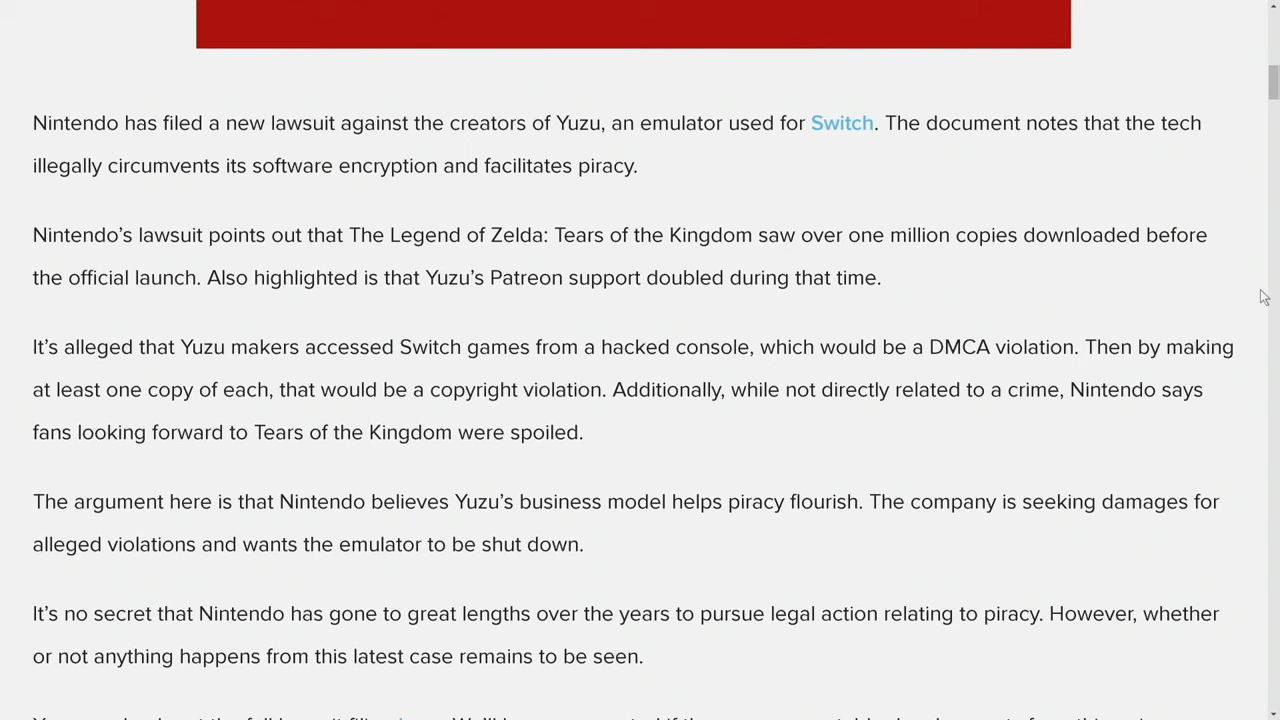 Nintendo has filed a new lawsuit against the creators of Yuzu, an emulator used for Switch. The document notes that the tech
illegally circumvents its software encryption and facilitates piracy.
Nintendo’s lawsuit points out that The Legend of Zelda: Tears of the Kingdom saw over one million copies downloaded before
the official launch. Also highlighted is that Yuzu’s Patreon support doubled during that time.
It’s alleged that Yuzu makers accessed Switch games from a hacked console, which would be a DMCA violation. Then by making
at least one copy of each, that would be a copyright violation. Additionally, while not directly related to a crime, Nintendo says
fans looking forward to Tears of the Kingdom were spoiled.
The argument here is that Nintendo believes Yuzu’s business model helps piracy flourish. The company is seeking damages for
alleged violations and wants the emulator to be shut down.
It’s no secret that Nintendo has gone to great lengths over the years to pursue legal action relating to piracy. However, whether
or not anything happens from this latest case remains to be seen.